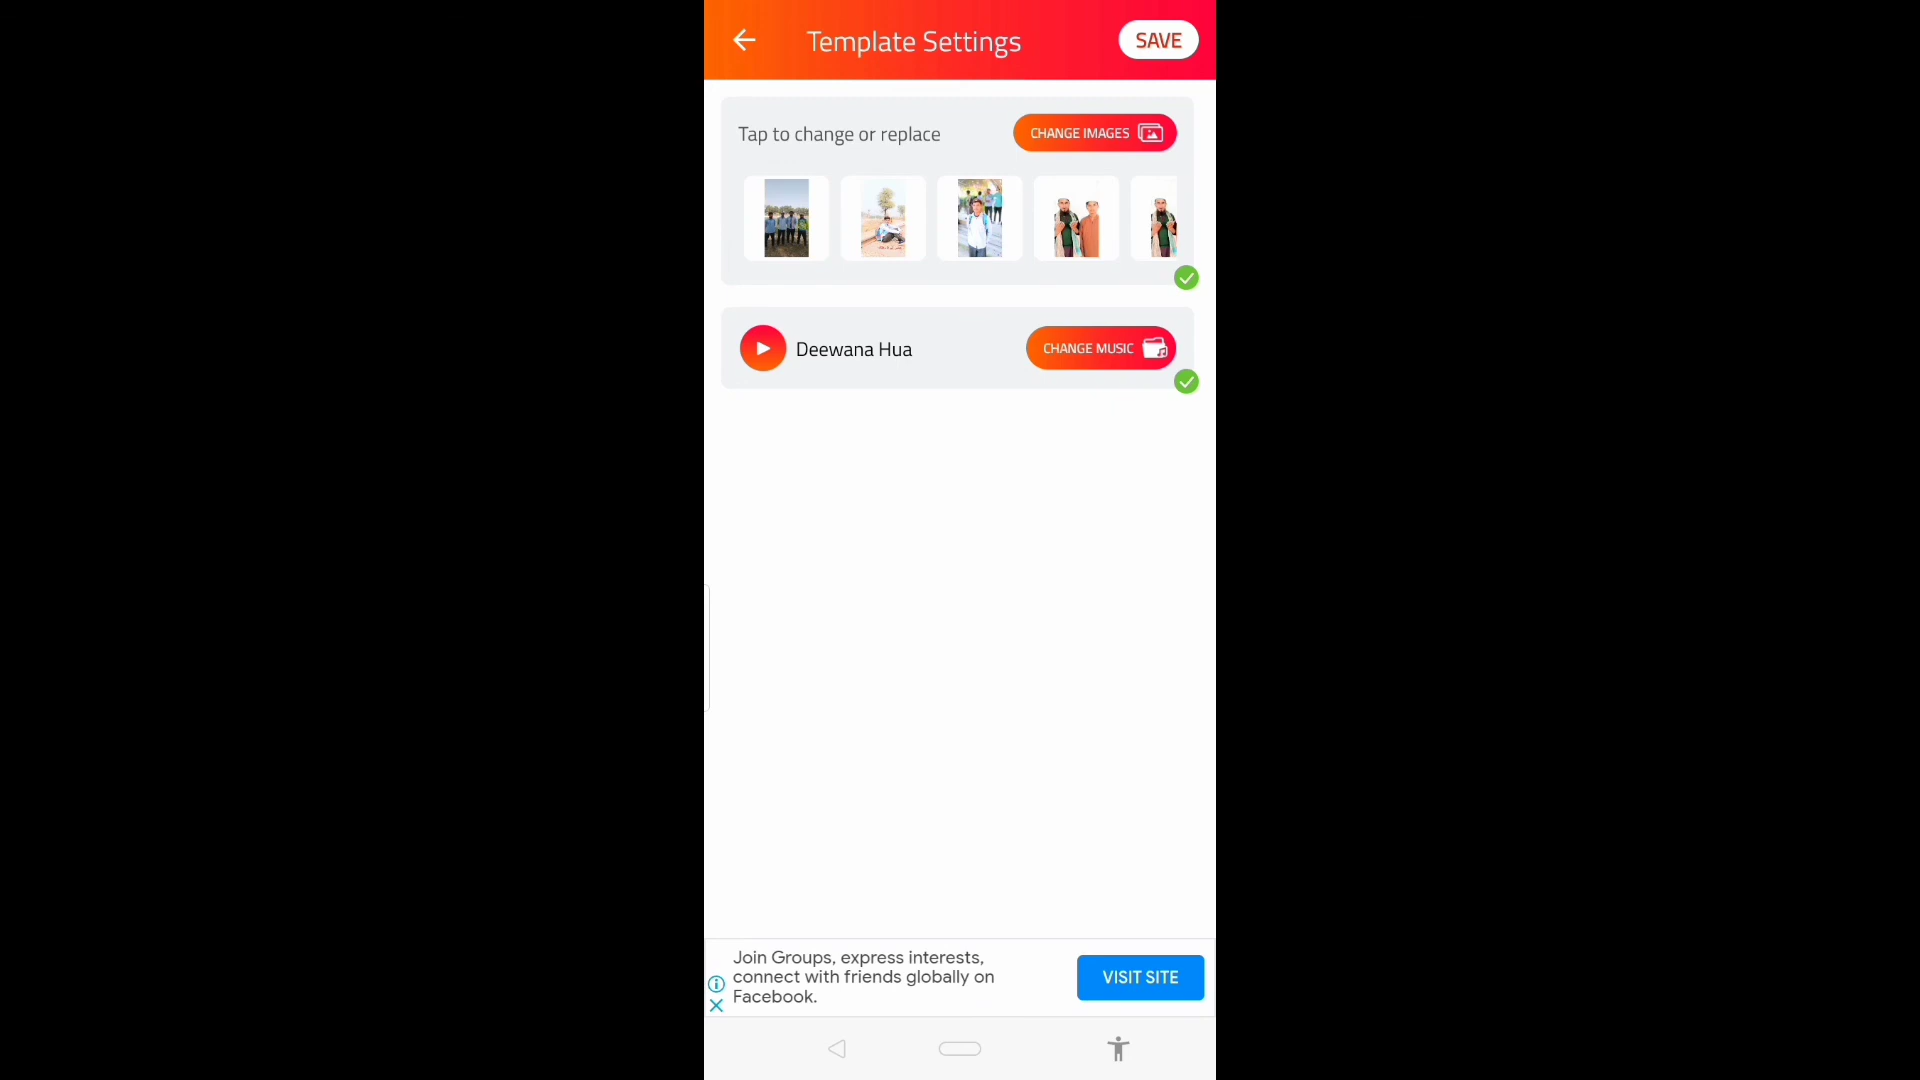 Template Settings
SAVE
Tap to change or replace
CHANGE IMAGES
Deewana Hua
CHANGE MUSIC
Join Groups, express interests,
connect with friends globally on
Facebook.
VISIT SITE